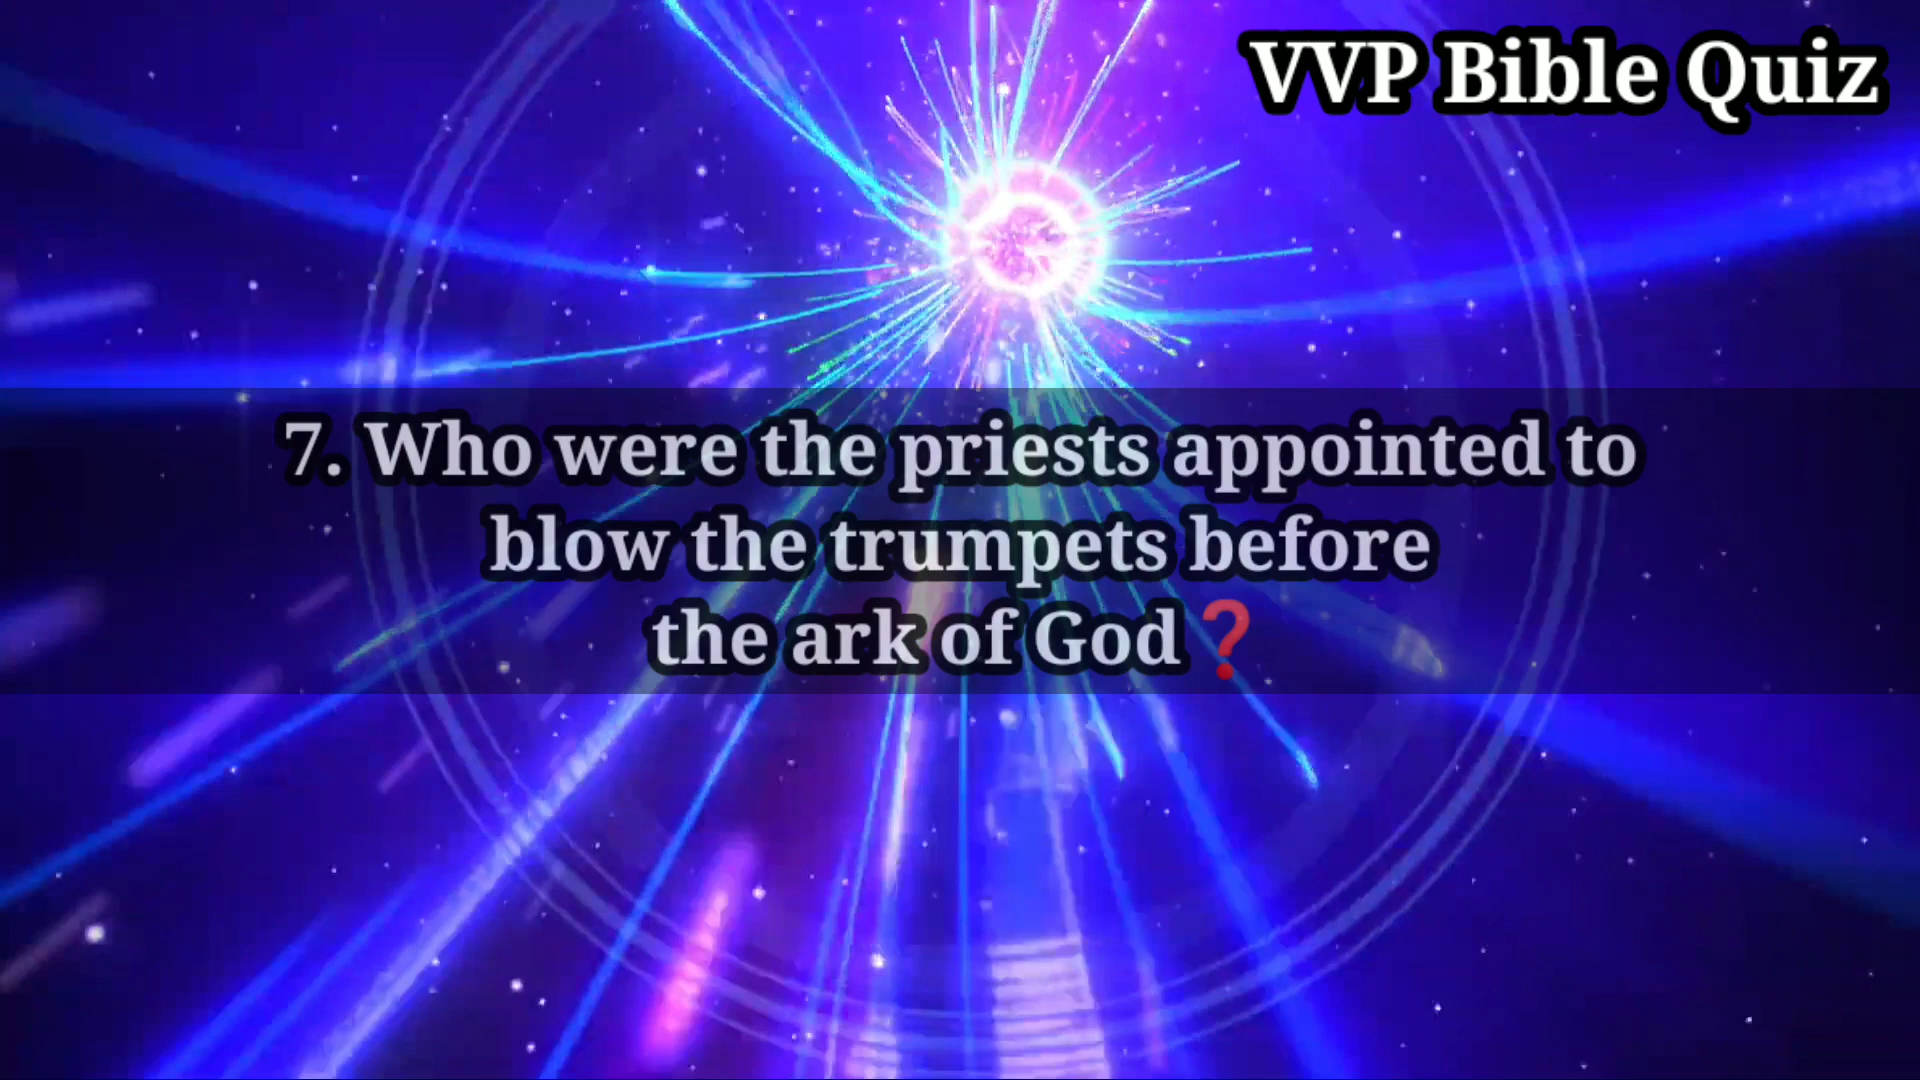 VVP Bible Quiz
7. Who were the priests appointed to
blow the trumpets before
the ark of God❓